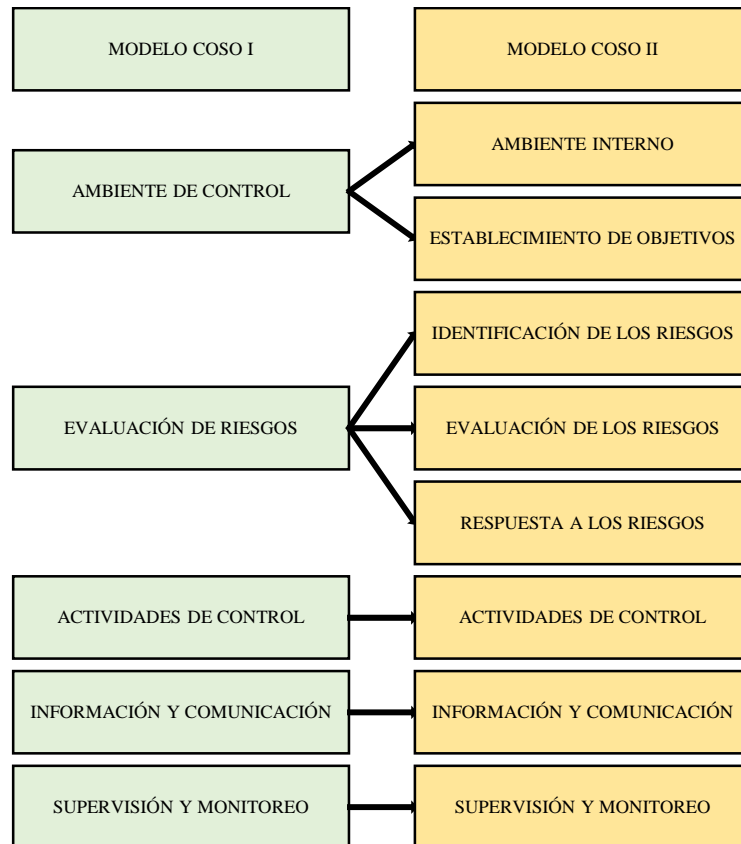 MODELO COSO I
MODELO COSO II
AMBIENTE DE CONTROL
AMBIENTE INTERNO
ESTABLECIMIENTO DE OBJETIVOS
EVALUACIÓN DE RIESGOS
IDENTIFICACIÓN DE LOS RIESGOS
EVALUACIÓN DE LOS RIESGOS
RESPUESTA A LOS RIESGOS
ACTIVIDADES DE CONTROL
ACTIVIDADES DE CONTROL
INFORMACIÓN Y COMUNICACIÓN
INFORMACIÓN Y COMUNICACIÓN
SUPERVISIÓN Y MONITOREO
SUPERVISIÓN Y MONITOREO